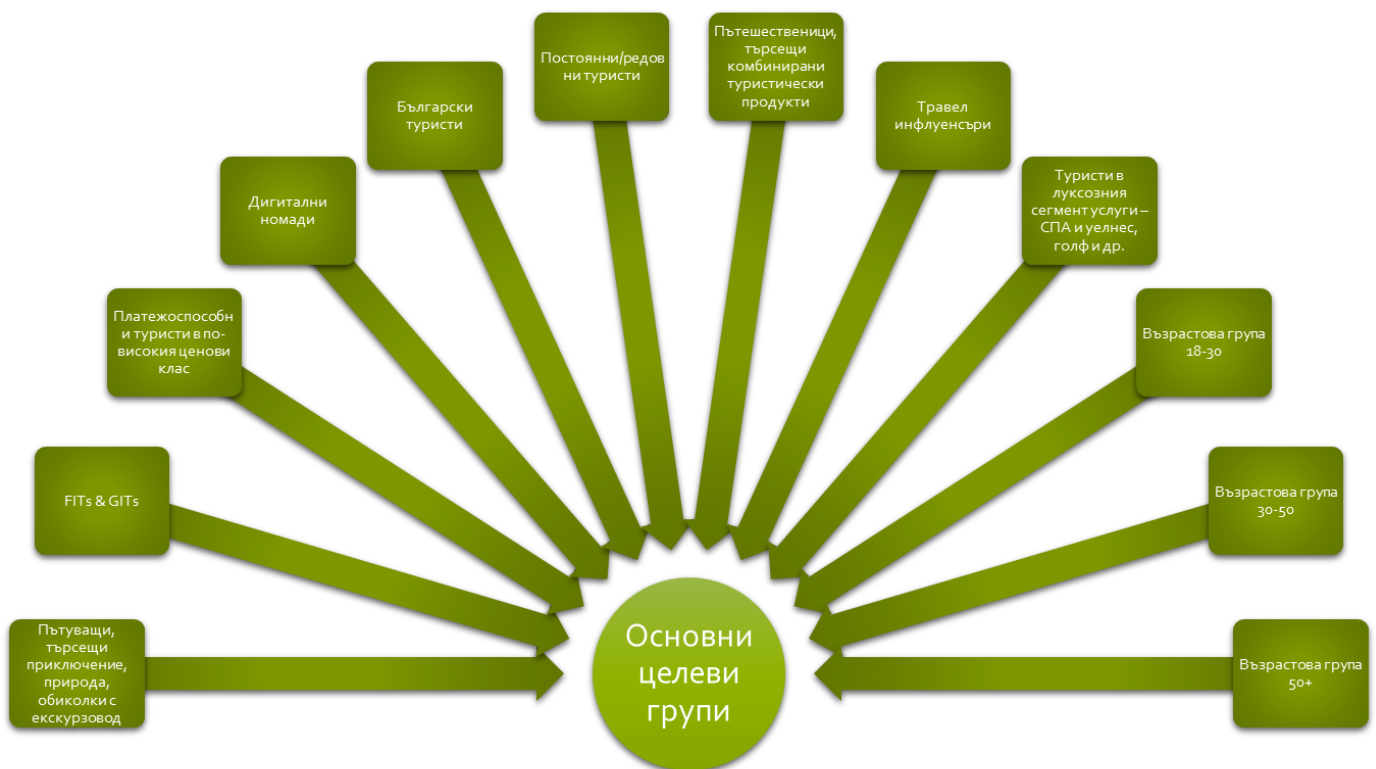 Пътуващи,
търсещи
приключение,
природа,
обиколки с
екскурзовод
FITs & GITs
Платежоспособн
и туристи в по-
високия ценови
клас
Дигитални
номади
Български
туристи
Постоянни/редов
ни туристи
Пътешественици,
търсещи
комбинирани
туристически
продукти
Травел
инфлуенсъри
Туристи в
луксозния
сегмент услуги –
СПА и уелнес,
голф и др.
Възрастова група
18-30
Възрастова група
30-50
Възрастова група
50+
Основни
целеви
групи